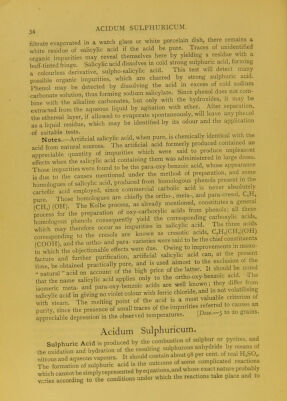 34 ACIDUM SULPHURICUM.
filtrate evaporated in a watch glass or white porcelain dish, there remains a
white residue of salicylic acid if the acid be pure. Traces of unidentified
organic impurities may reveal themselves here by yielding a residue with a
buff-tinted fringe. Salicylic acid dissolves in cold strong sulphuric acid, forming
a colourless derivative, sulpho-salicylic acid. This test will detect many
possible organic impurities, which are charred by strong sulphuric acid.
Phenol may be detected by dissolving the acid in excess of cold sodium
carbonate solution, thus forming sodium salicylate. Since phenol does not com-
bine with the alkaline carbonates, but only with the hydroxides, it may be
extracted from the aqueous liquid by agitation with ether. After separation,
the ethereal layer, if allowed to evaporate spontaneously, will leave any phenol
as a liquid residue, which may be identified by its odour and the application
of suitable tests.
Notes.—Artificial salicylic acid, when pure, is chemically identical with the
acid from natural sources. The artificial acid formerly produced contained an
appreciable quantity of impurities which were said to produce unpleasant
effects when the salicylic acid containing them was administered in large doses.
Those impurities were found to be the para-oxy-benzoic acid, whose appearance
is due to the causes mentioned under the method of preparation, and some
homologues of salicylic acid, produced from homologous phenols present in the
carbolic acid employed, since commercial carbolic acid is never absolutely
pure. Those homologues are chiefly the ortho-, meta-, and para-cresol, C₆H₄
(CH₃) (OH). The Kolbe process, as already mentioned, constitutes a general
process for the preparation of oxy-carboxylic acids from phenols; all these
homologous phenols consequently yield the corresponding carboxylic acids,
which may therefore occur as impurities in salicylic acid. The three acids
corresponding to the cresols are known as cresotic acids, C₆H₃(CH₃)(OH)
(COOH), and the ortho- and para- varieties were said to be the chief constituents
to which the objectionable effects were due. Owing to improvements in manu-
facture and further purification, artificial salicylic acid can, at the present
time, be obtained practically pure, and is used almost to the exclusion of the
"natural" acid on account of the high price of the latter. It should be noted
that the name salicylic acid applies only to the ortho-oxy-benzoic acid. The
isomeric meta- and para-oxy-benzoic acids are well known; they differ from
salicylic acid in giving no violet colour with ferric chloride, and in not volatilising
with steam. The melting point of the acid is a most valuable criterion of
purity, since the presence of small traces of the impurities referred to causes an
appreciable depression in the observed temperatures. [Dose.—5 to 20 grains.
Acidum Sulphuricum.
Sulphuric Acid is produced by the combustion of sulphur or pyrites, and
the oxidation and hydration of the resulting sulphurous anhydride by means of
nitrous and aqueous vapours. It should contain about 98 per cent. of real H₂SO₄.
The formation of sulphuric acid is the outcome of some complicated reactions
which cannot be simply represented by equations, and whose exact nature probably
varies according to the conditions under which the reactions take place and to